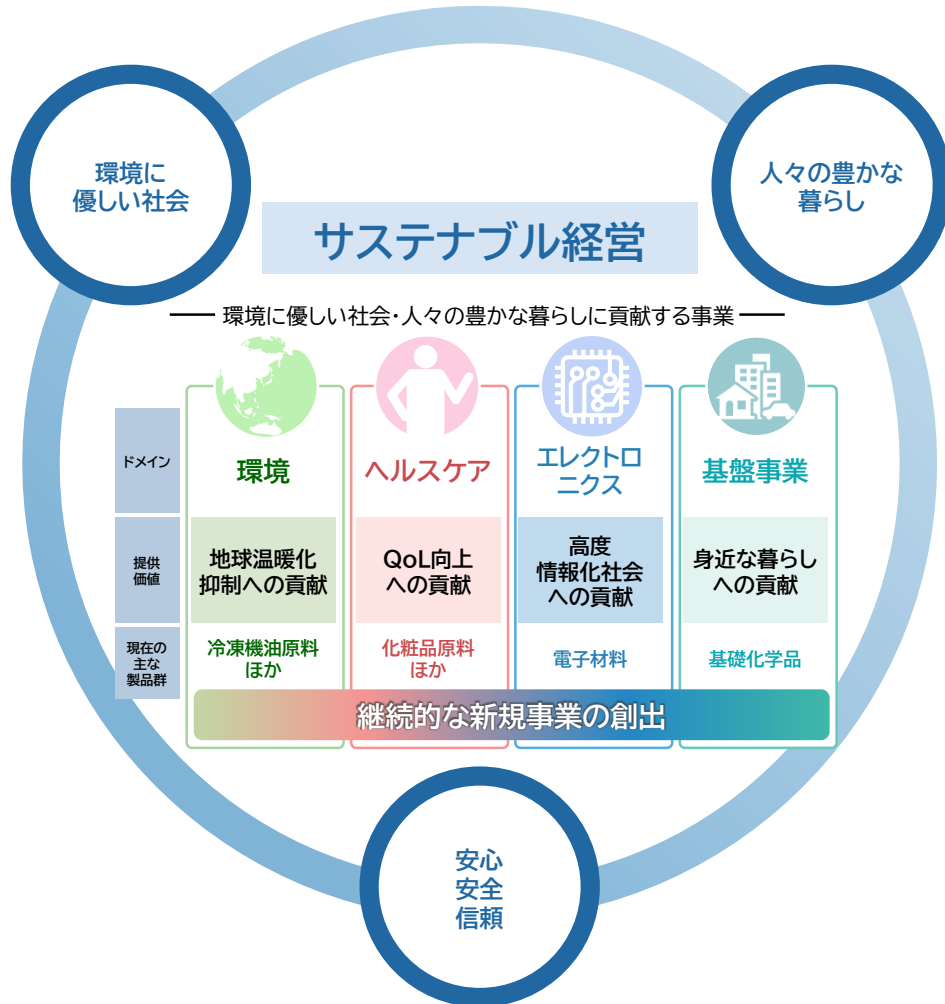 環境に
優しい社会
人々の豊かな
暮らし
サステナブル経営
環境に優しい社会・人々の豊かな暮らしに貢献する事業
ドメイン
環境
ヘルスケア
エレクトロ
ニクス
基盤事業
提供
価値
地球温暖化
抑制への貢献
QoL向上
への貢献
高度
情報化社会
への貢献
身近な暮らし
への貢献
現在の
主な
製品群
冷凍機油原料
ほか
化粧品原料
ほか
電子材料
基礎化学品
継続的な新規事業の創出
安心
安全
信頼